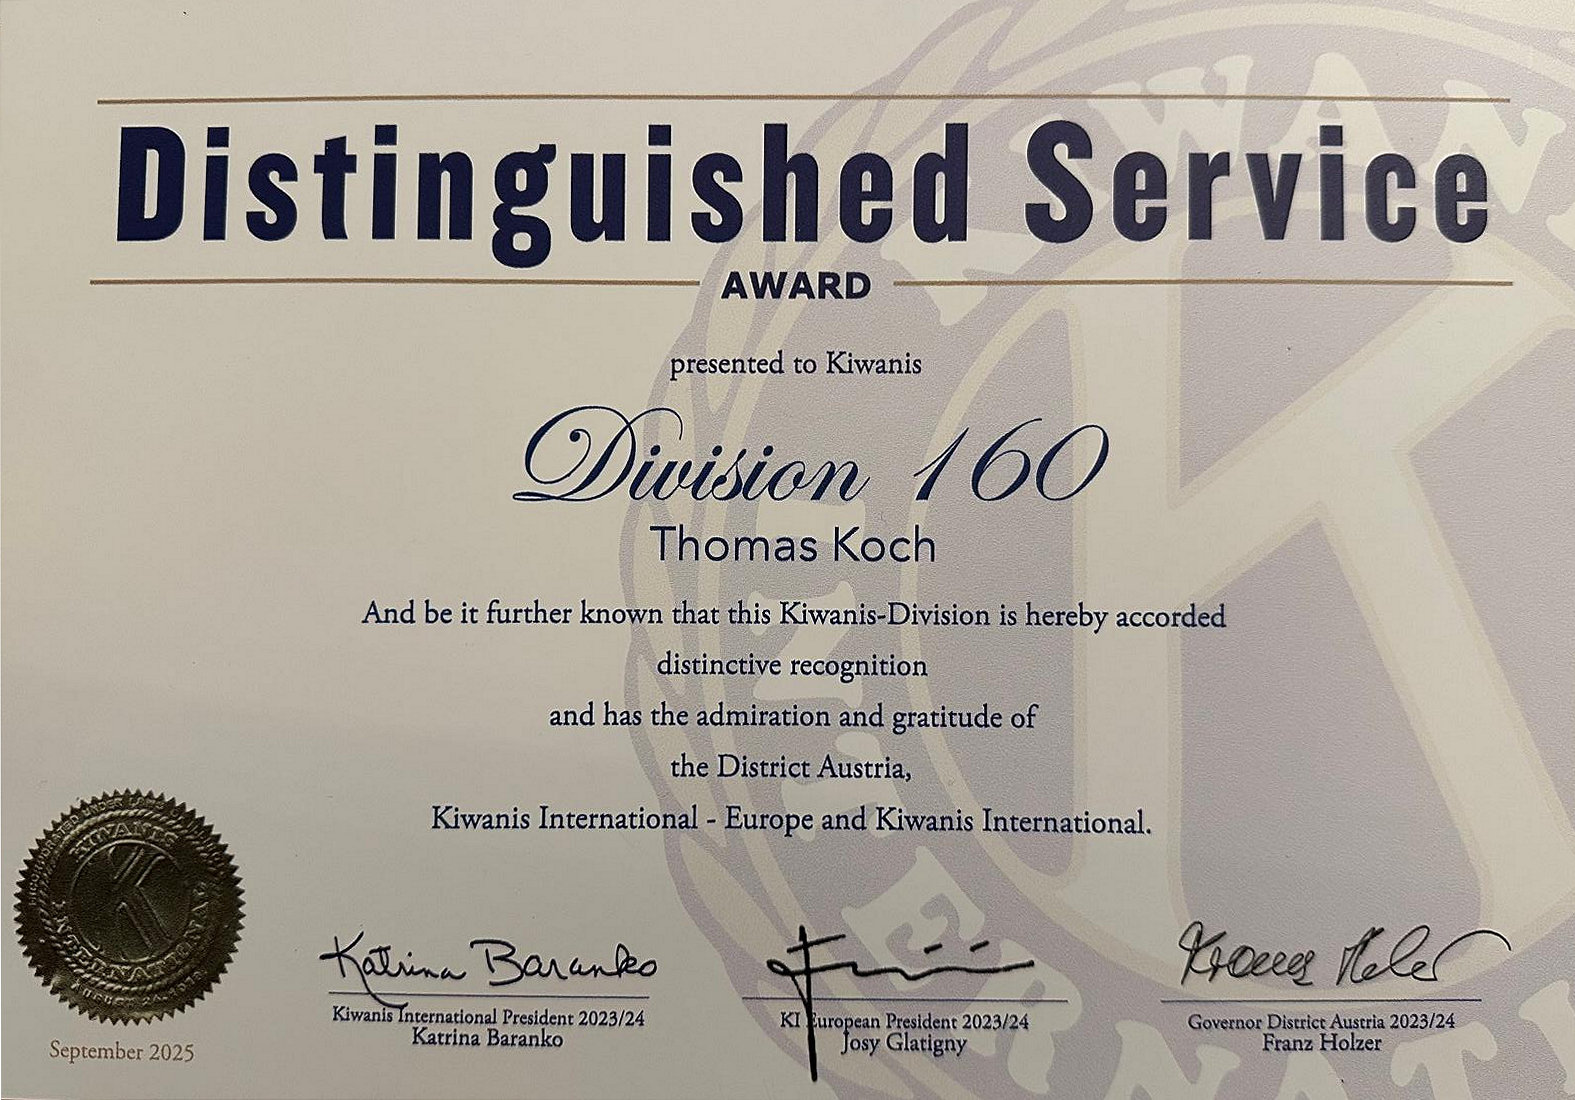 Distinguished Service
AWARD
presented to Kiwanis
Division 160
Thomas Koch
And be it further known that this Kiwanis-Division is hereby accorded
distinctive recognition
and has the admiration and gratitude of
the District Austria,
Kiwanis International - Europe and Kiwanis International.
KIWANIS
INTERNATIONAL
September 2025
Katrina Baranko
Kiwanis International President 2023/24
Katrina Baranko
KI European President 2023/24
Josy Glatigny
Governor District Austria 2023/24
Franz Holzer